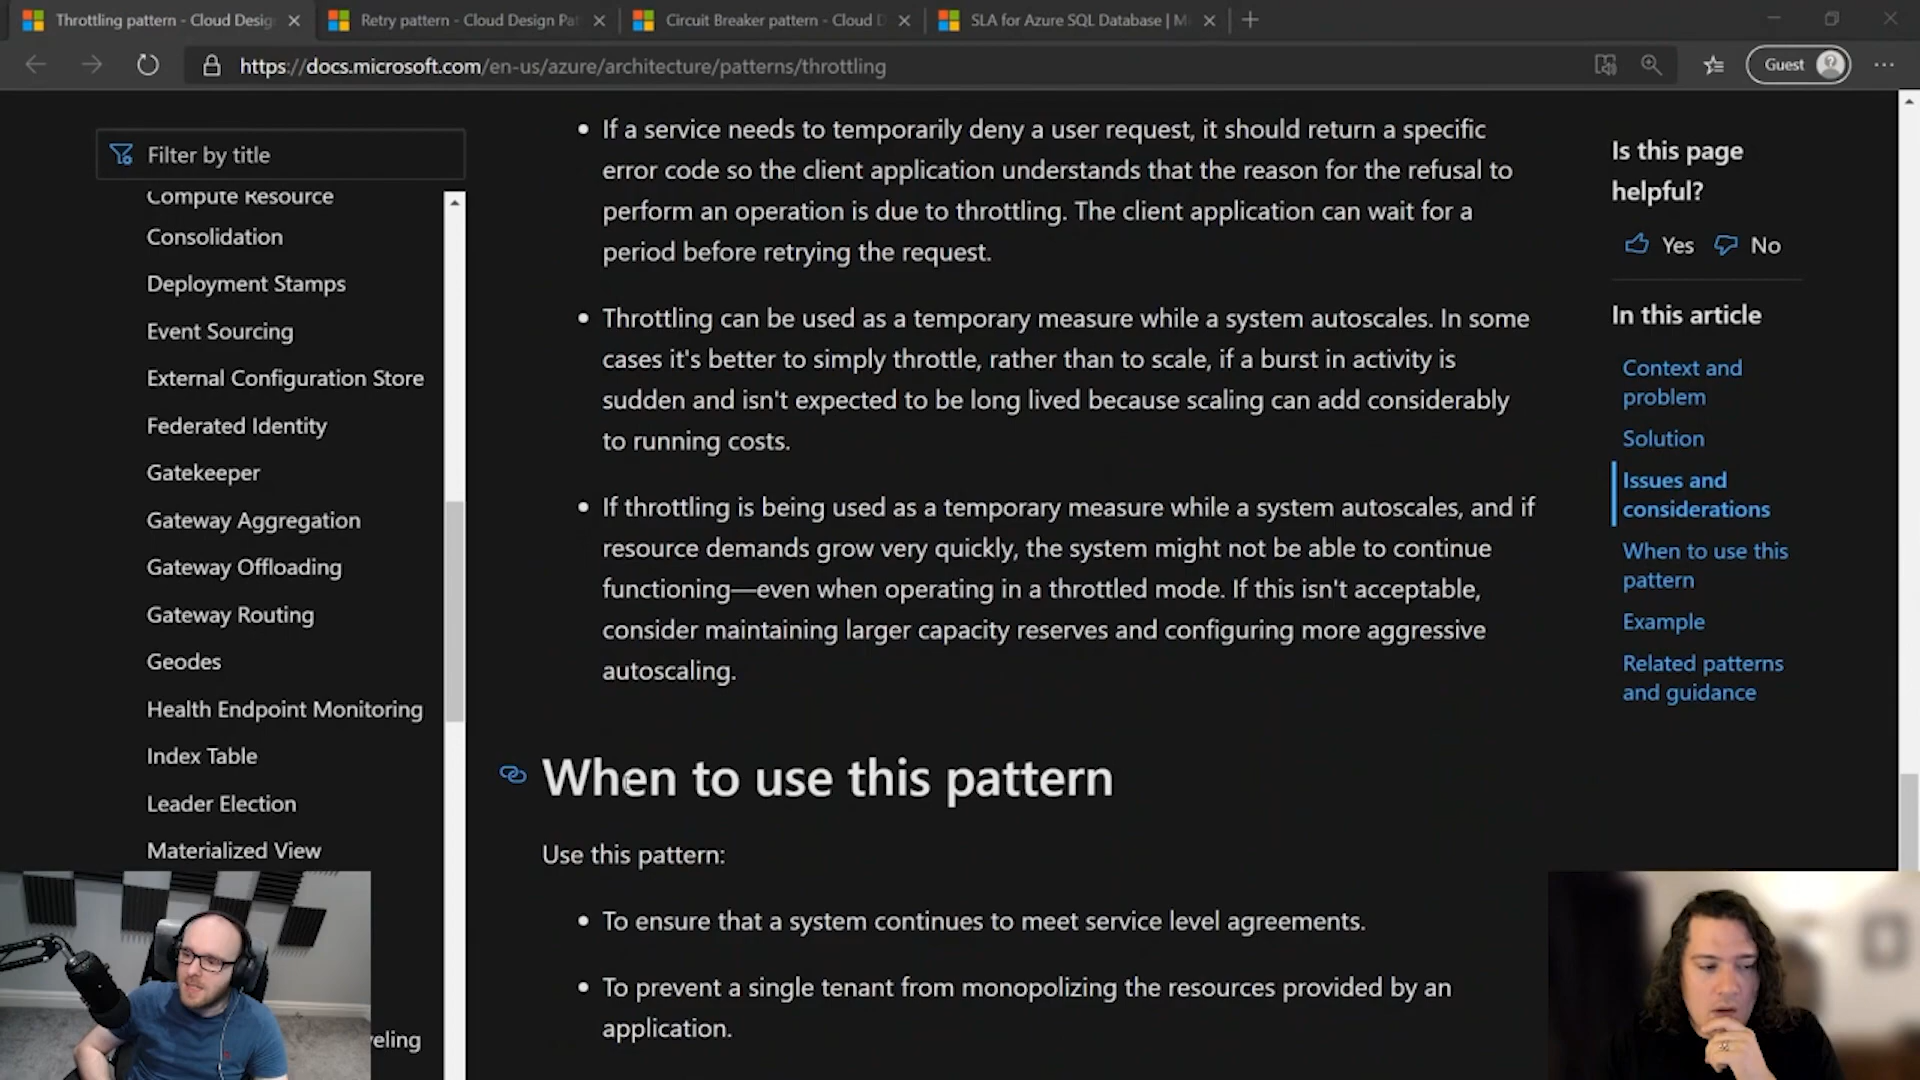 Throttling pattern - Cloud Desig
Retry pattern - Cloud Design Pat
Circuit Breaker pattern - Cloud D
SLA for Azure SQL Database | M
https://docs.microsoft.com/en-us/azure/architecture/patterns/throttling
Guest
Filter by title
Compute Resource
Consolidation
Deployment Stamps
Event Sourcing
External Configuration Store
Federated Identity
Gatekeeper
Gateway Aggregation
Gateway Offloading
Gateway Routing
Geodes
Health Endpoint Monitoring
Index Table
Leader Election
Materialized View
veling
If a service needs to temporarily deny a user request, it should return a specific
error code so the client application understands that the reason for the refusal to
perform an operation is due to throttling. The client application can wait for a
period before retrying the request.
Throttling can be used as a temporary measure while a system autoscales. In some
cases it's better to simply throttle, rather than to scale, if a burst in activity is
sudden and isn't expected to be long lived because scaling can add considerably
to running costs.
If throttling is being used as a temporary measure while a system autoscales, and if
resource demands grow very quickly, the system might not be able to continue
functioning—even when operating in a throttled mode. If this isn't acceptable,
consider maintaining larger capacity reserves and configuring more aggressive
autoscaling.
When to use this pattern
Use this pattern:
To ensure that a system continues to meet service level agreements.
To prevent a single tenant from monopolizing the resources provided by an
application.
Is this page
helpful?
Yes
No
In this article
Context and
problem
Solution
Issues and
considerations
When to use this
pattern
Example
Related patterns
and guidance